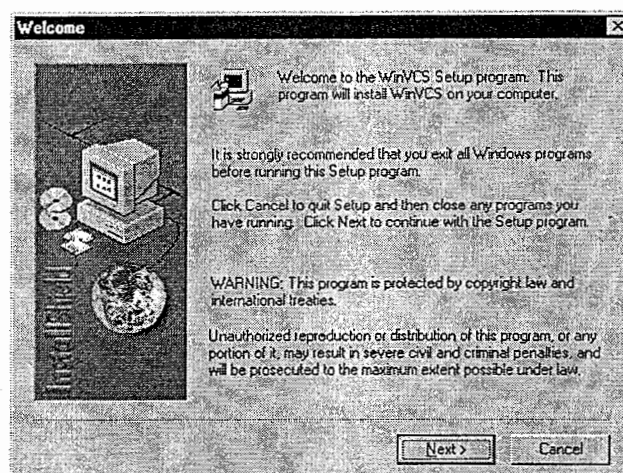 Welcome
Welcome to the WinVCS Setup program. This
program will install WinVCS on your computer.
It is strongly recommended that you exit all Windows programs
before running this Setup program.
Click Cancel to quit Setup and then close any programs you
have running. Click Next to continue with the Setup program.
WARNING: This program is protected by copyright law and
international treaties.
Unauthorized reproduction or distribution of this program, or any
portion of it, may result in severe civil and criminal penalties, and
will be prosecuted to the maximum extent possible under law.
InstallShield
Next >
Cancel